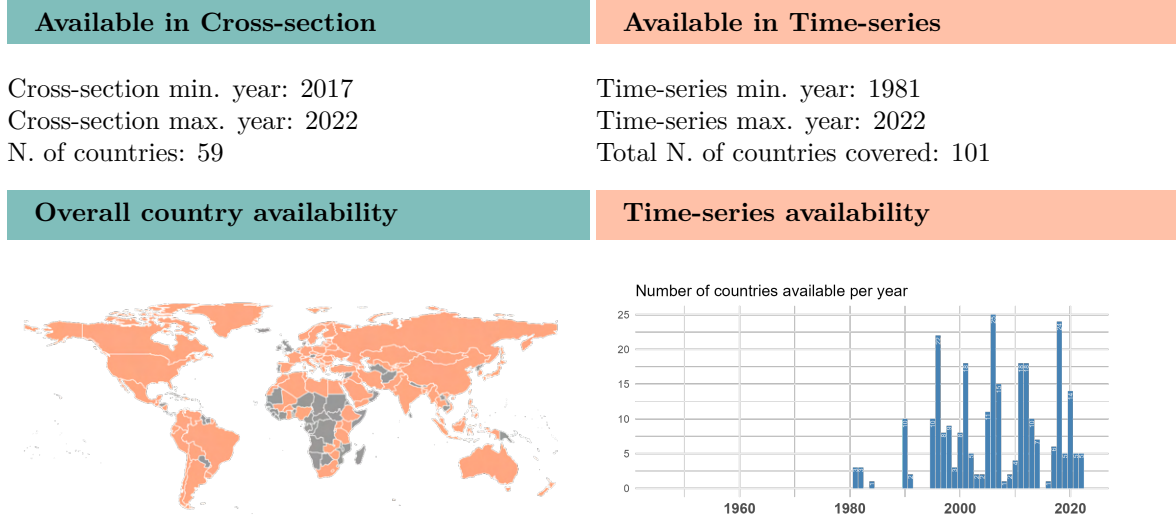 Available in Cross-section
Available in Time-series
Cross-section min. year: 2017
Cross-section max. year: 2022
N. of countries: 59
Time-series min. year: 1981
Time-series max. year: 2022
Total N. of countries covered: 101
Overall country availability
Time-series availability
Number of countries available per year
25
20
15
10
5
0
1960
1980
2000
2020